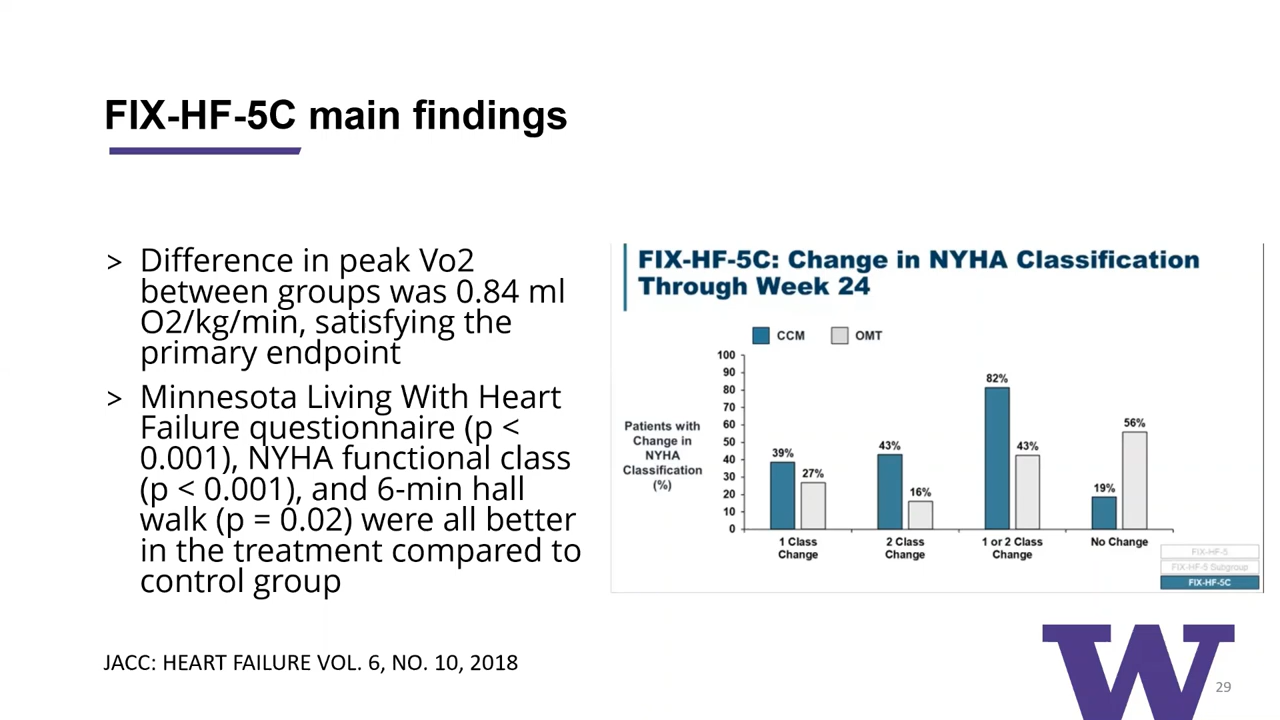 FIX-HF-5C main findings
> Difference in peak Vo2
between groups was 0.84 ml
O2/kg/min, satisfying the
primary endpoint
> Minnesota Living With Heart
Failure questionnaire (p <
0.001), NYHA functional class
(p < 0.001), and 6-min hall
walk (p = 0.02) were all better
in the treatment compared to
control group
FIX-HF-5C: Change in NYHA Classification
Through Week 24
CCM OMT
Patients with
Change in
NYHA
Classification
(%)
100
90
80
70
60
50
40
30
20
10
0
39% 27%
43% 16%
82% 43%
19% 56%
1 Class
Change
2 Class
Change
1 or 2 Class
Change
No Change
FIX-HF-5
FIX-HF-5 Subgroup
FIX-HF-5C
JACC: HEART FAILURE VOL. 6, NO. 10, 2018
W
29